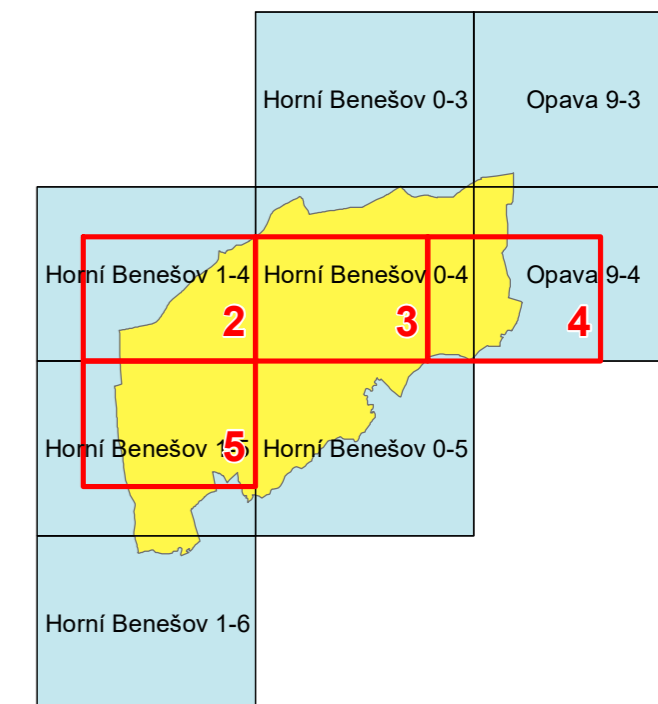 Horní Benešov 0-3
Opava 9-3
Horní Benešov 1-4
Horní Benešov 0-4
Opava 9-4
2
3
4
Horní Benešov 1-5
5
Horní Benešov 0-5
Horní Benešov 1-6